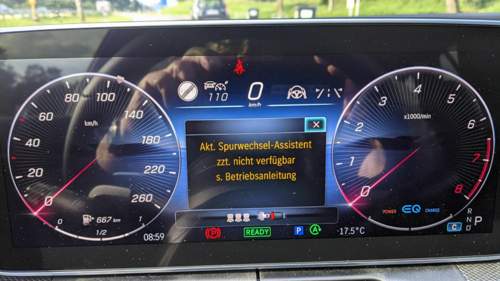 110
0
km/h
0
20
40
60
80
100
120
140
180
220
260
km/h
667 km
1/2
08:59
×
Akt. Spurwechsel-Assistent
zzt. nicht verfügbar
s. Betriebsanleitung
(P)
READY
P
A
-17.5°C
0
1
2
3
4
5
6
7
8
x1000/min
POWER EQ CHARGE
C
R
N
D
P